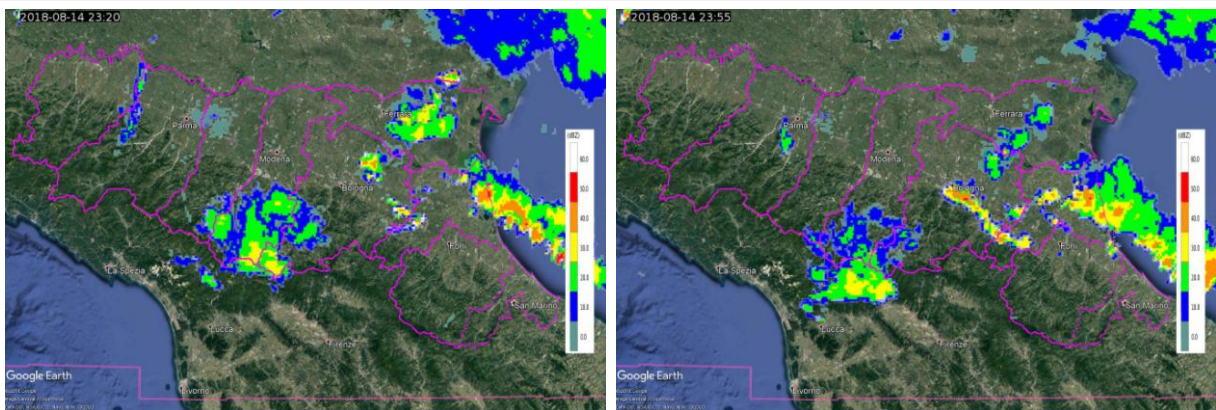 2018-08-14 23:20
Ferrara
Parma
Modena
Bologna
Forlì
La Spezia
San Marino
Lucca
Firenze
Livorno
Google Earth
(dBZ)
60.0
50.0
40.0
30.0
20.0
10.0
0.0
2018-08-14 23:55
Ferrara
Parma
Modena
Bologna
Forlì
La Spezia
San Marino
Lucca
Firenze
Livorno
Google Earth
(dBZ)
60.0
50.0
40.0
30.0
20.0
10.0
0.0